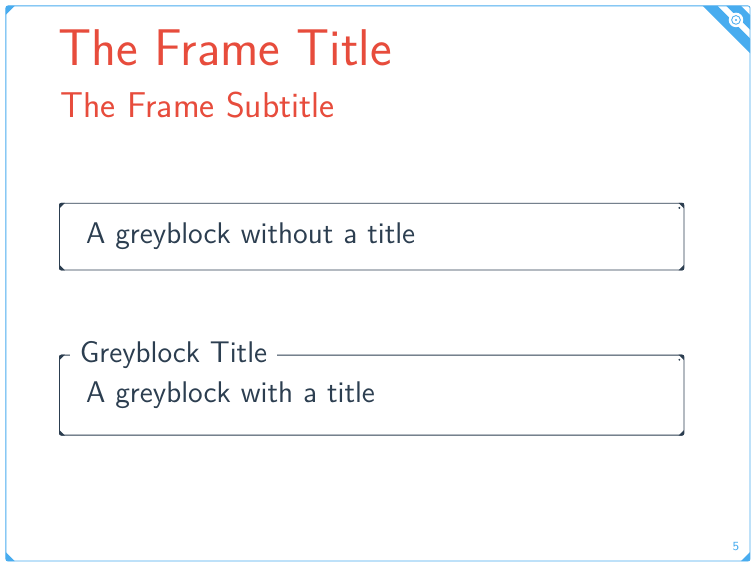 The Frame Title
The Frame Subtitle
A greyblock without a title
Greyblock Title
A greyblock with a title
5